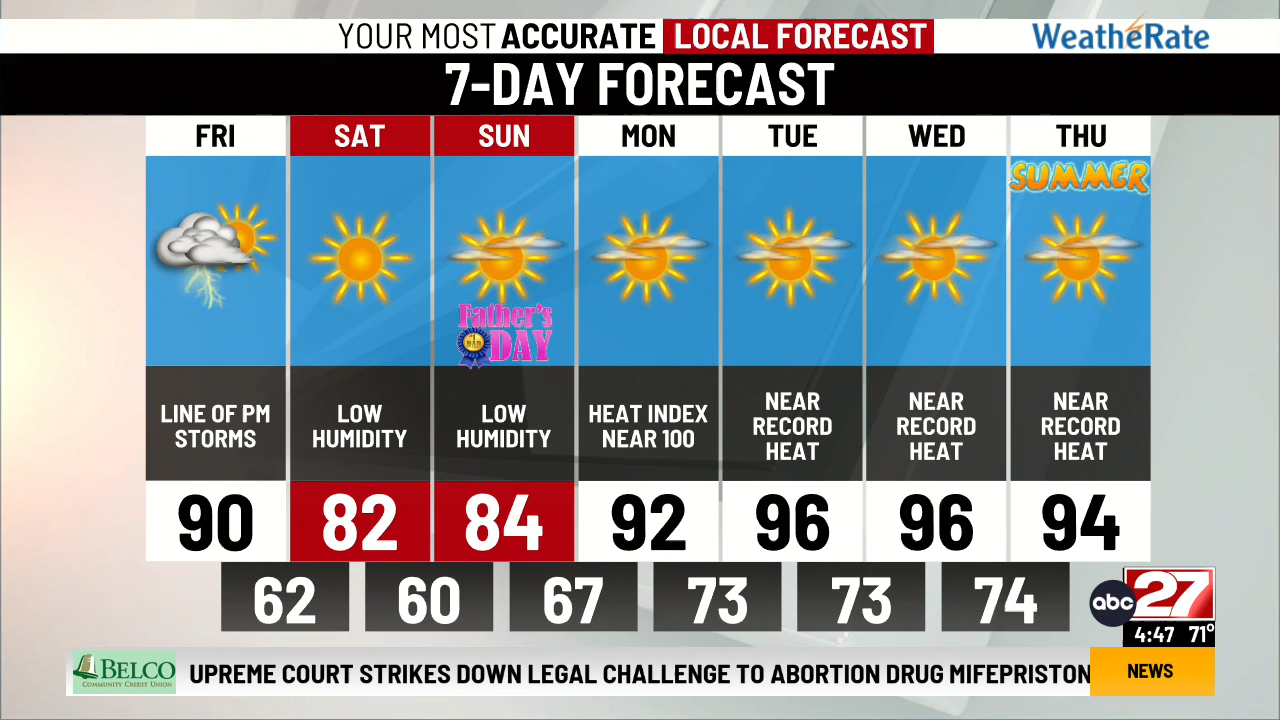 YOUR MOST ACCURATE LOCAL FORECAST
WeatheRate
7-DAY FORECAST
FRI
SAT
SUN
MON
TUE
WED
THU
SUMMER
Father's
#1
DAD
DAY
LINE OF PM
STORMS
LOW
HUMIDITY
LOW
HUMIDITY
HEAT INDEX
NEAR 100
NEAR
RECORD
HEAT
NEAR
RECORD
HEAT
NEAR
RECORD
HEAT
90
82
84
92
96
96
94
62
60
67
73
73
74
abc 27
4:47 71°
BELCO
COMMUNITY CREDIT UNION
UPREME COURT STRIKES DOWN LEGAL CHALLENGE TO ABORTION DRUG MIFEPRISTON
NEWS